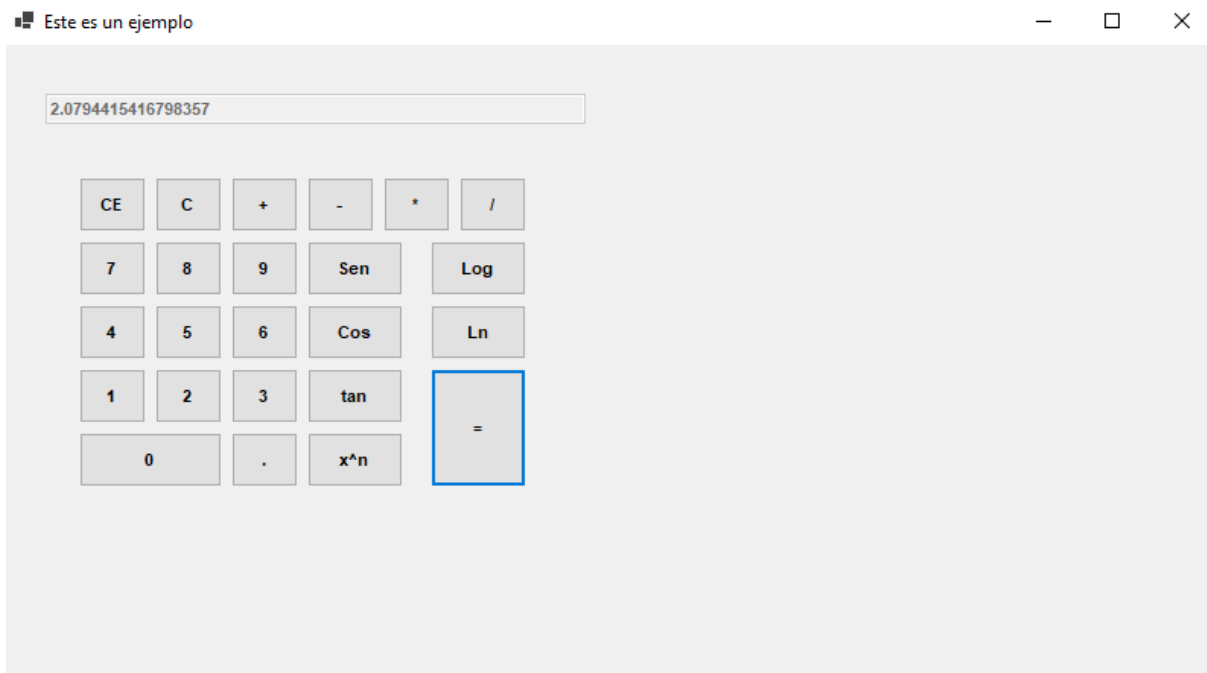 Este es un ejemplo
2.0794415416798357
CE C + - * /
7 8 9 Sen Log
4 5 6 Cos Ln
1 2 3 tan
=
0 . x^n